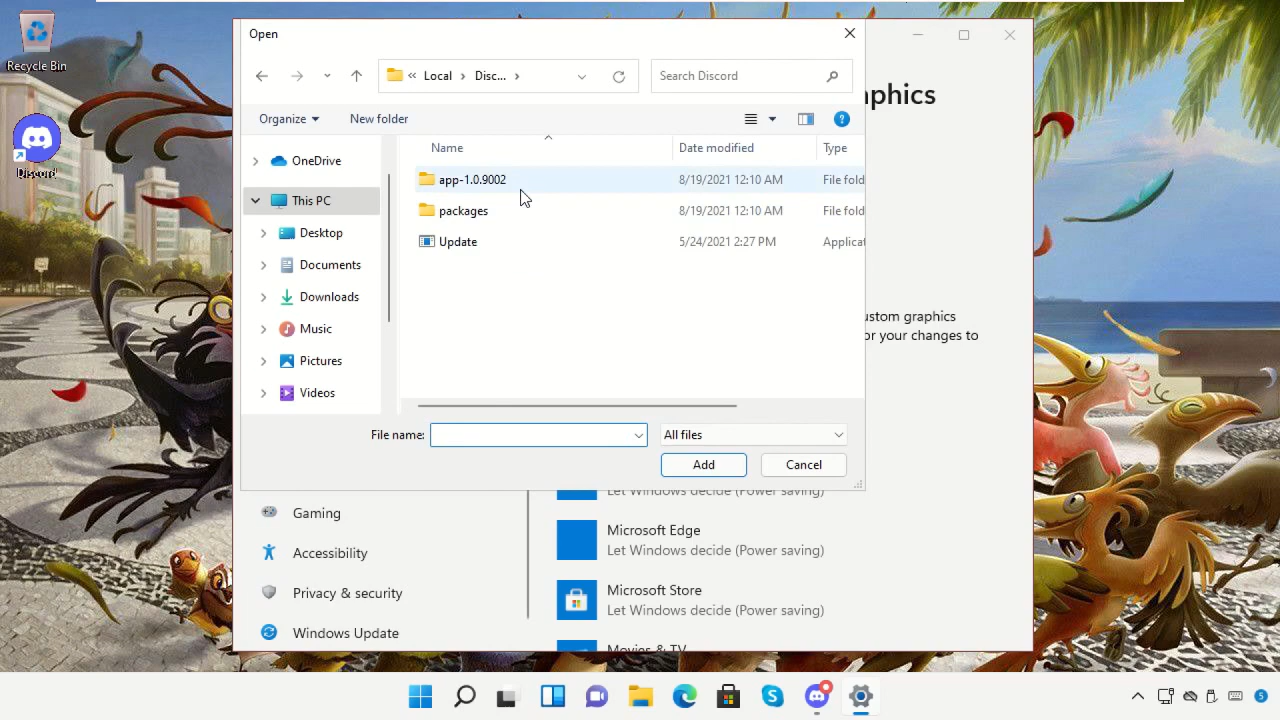 Recycle Bin
Discord
Open
Local
Disc...
Search Discord
Organize
New folder
Name
Date modified
Type
OneDrive
This PC
Desktop
Documents
Downloads
Music
Pictures
Videos
app-1.0.9002 8/19/2021 12:10 AM File fold
packages 8/19/2021 12:10 AM File fold
Update 5/24/2021 2:27 PM Applicat
File name:
All files
Add
Cancel
aphics
ustom graphics
or your changes to
Gaming
Accessibility
Privacy & security
Windows Update
Let Windows decide (Power saving)
Microsoft Edge
Let Windows decide (Power saving)
Microsoft Store
Let Windows decide (Power saving)
Movies & TV
5